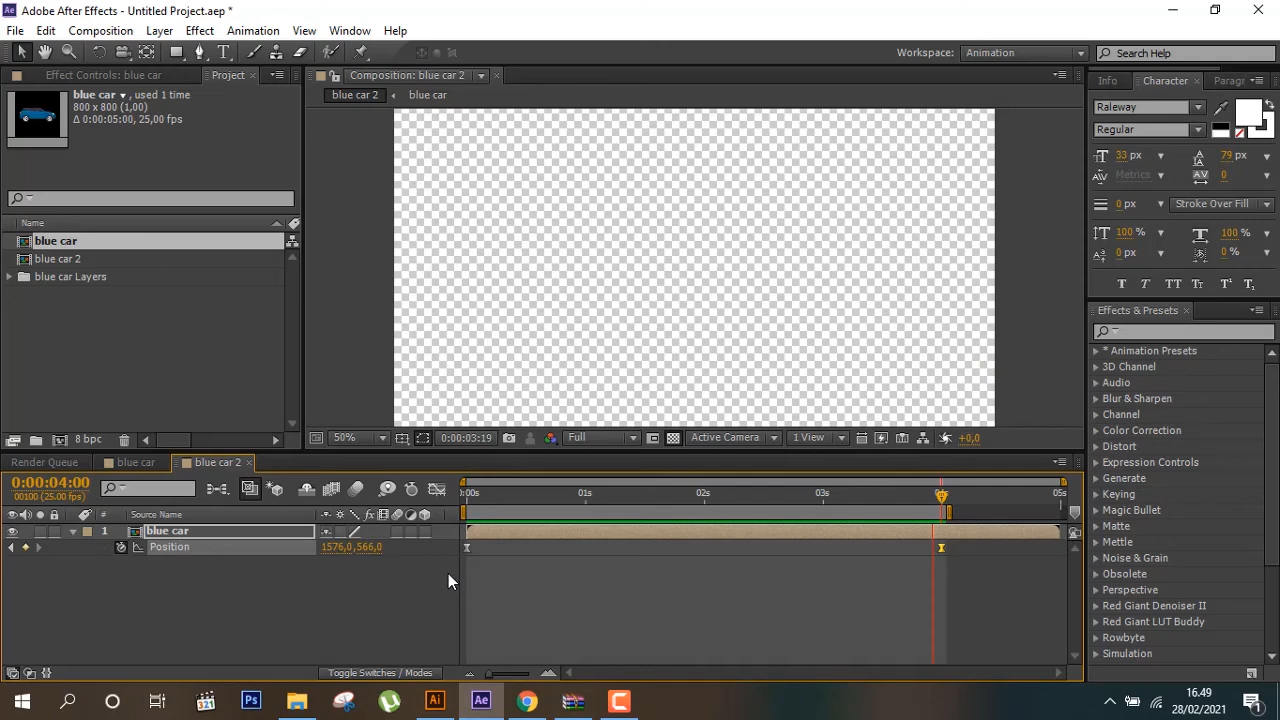 Adobe After Effects - Untitled Project.aep *
File Edit Composition Layer Effect Animation View Window Help
Workspace: Animation Search Help
Effect Controls: blue car Project
Composition: blue car 2
Info Character Paragr
blue car , used 1 time
800 x 800 (1,00)
Δ 0:00:05:00, 25,00 fps
blue car 2 blue car
Raleway
Regular
33 px 79 px
Metrics 0
0 px Stroke Over Fill
100 % 100 %
0 px 0 %
T T TT Tt T¹ T₁
Name
blue car
blue car 2
blue car Layers
Effects & Presets
* Animation Presets
3D Channel
Audio
Blur & Sharpen
Channel
Color Correction
Distort
Expression Controls
Generate
Keying
Magic Bullet
Matte
Mettle
Noise & Grain
Obsolete
Perspective
Red Giant Denoiser II
Red Giant LUT Buddy
Rowbyte
Simulation
8 bpc
50% 0:00:03:19 Full Active Camera 1 View +0,0
Render Queue blue car blue car 2
0:00:04:00
00100 (25.00 fps)
:00s 01s 02s 03s 05s
# Source Name
1 blue car
Position 1576,0,566,0
Toggle Switches / Modes
Ps Ai Ae
16.49
28/02/2021
1